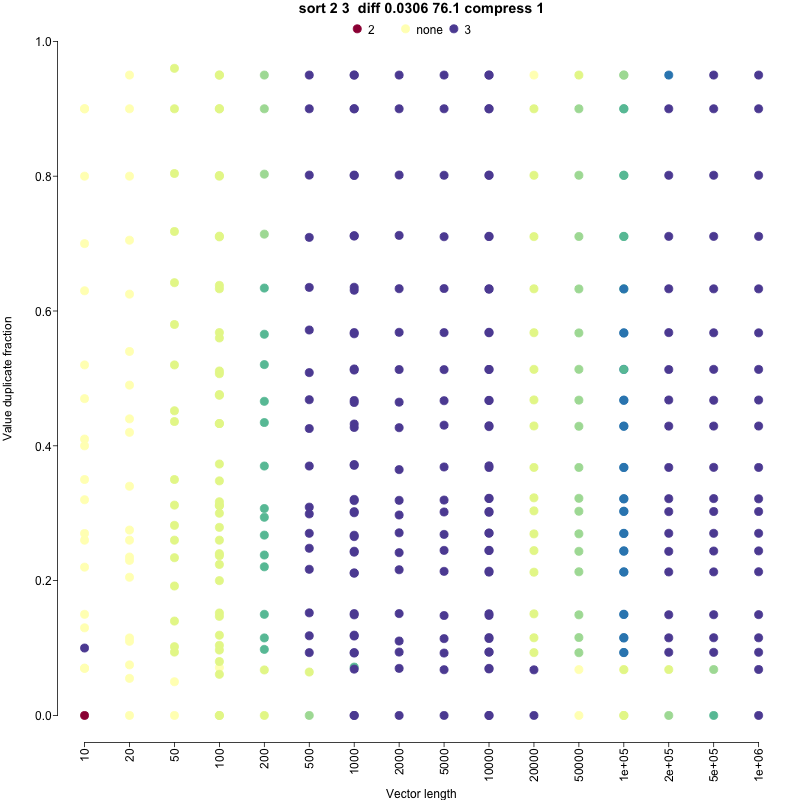 sort 2 3  diff 0.0306 76.1 compress 1
2 none 3
Value duplicate fraction
1.0
0.8
0.6
0.4
0.2
0.0
10 20 50 100 200 500 1000 2000 5000 10000 20000 50000 1e+05 2e+05 5e+05 1e+06
Vector length